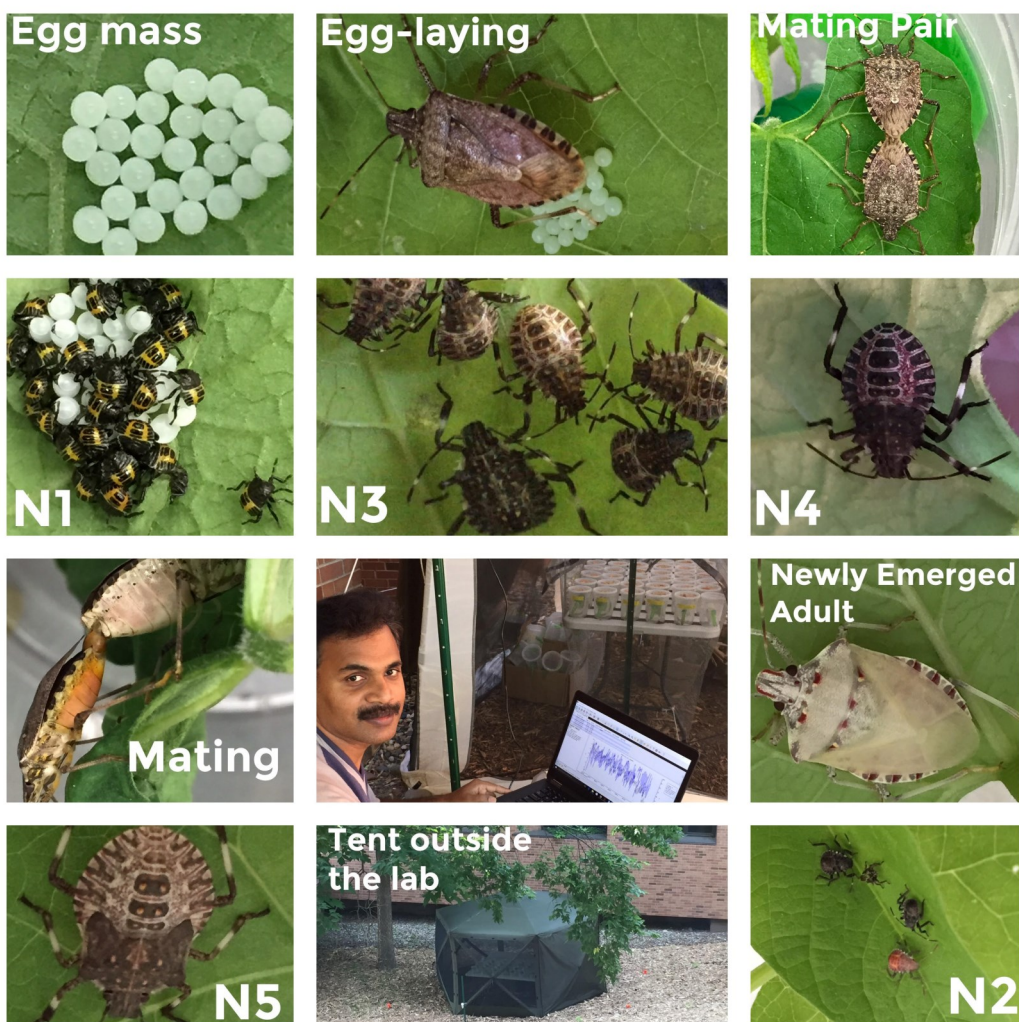 Egg mass
Egg-laying
Mating Pair
N1
N3
N4
Mating
Newly Emerged
Adult
N5
Tent outside
the lab
N2